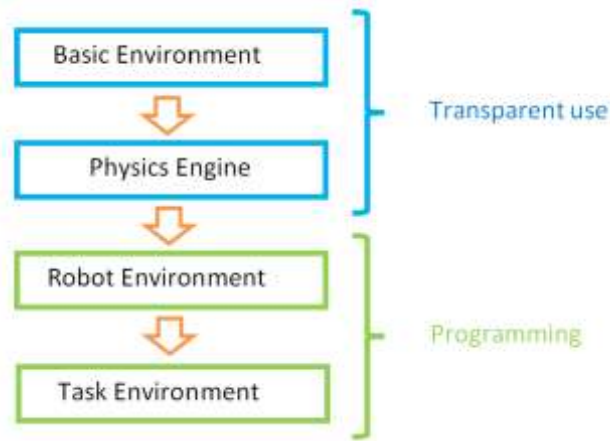 Basic Environment
Transparent use
Physics Engine
Robot Environment
Programming
Task Environment